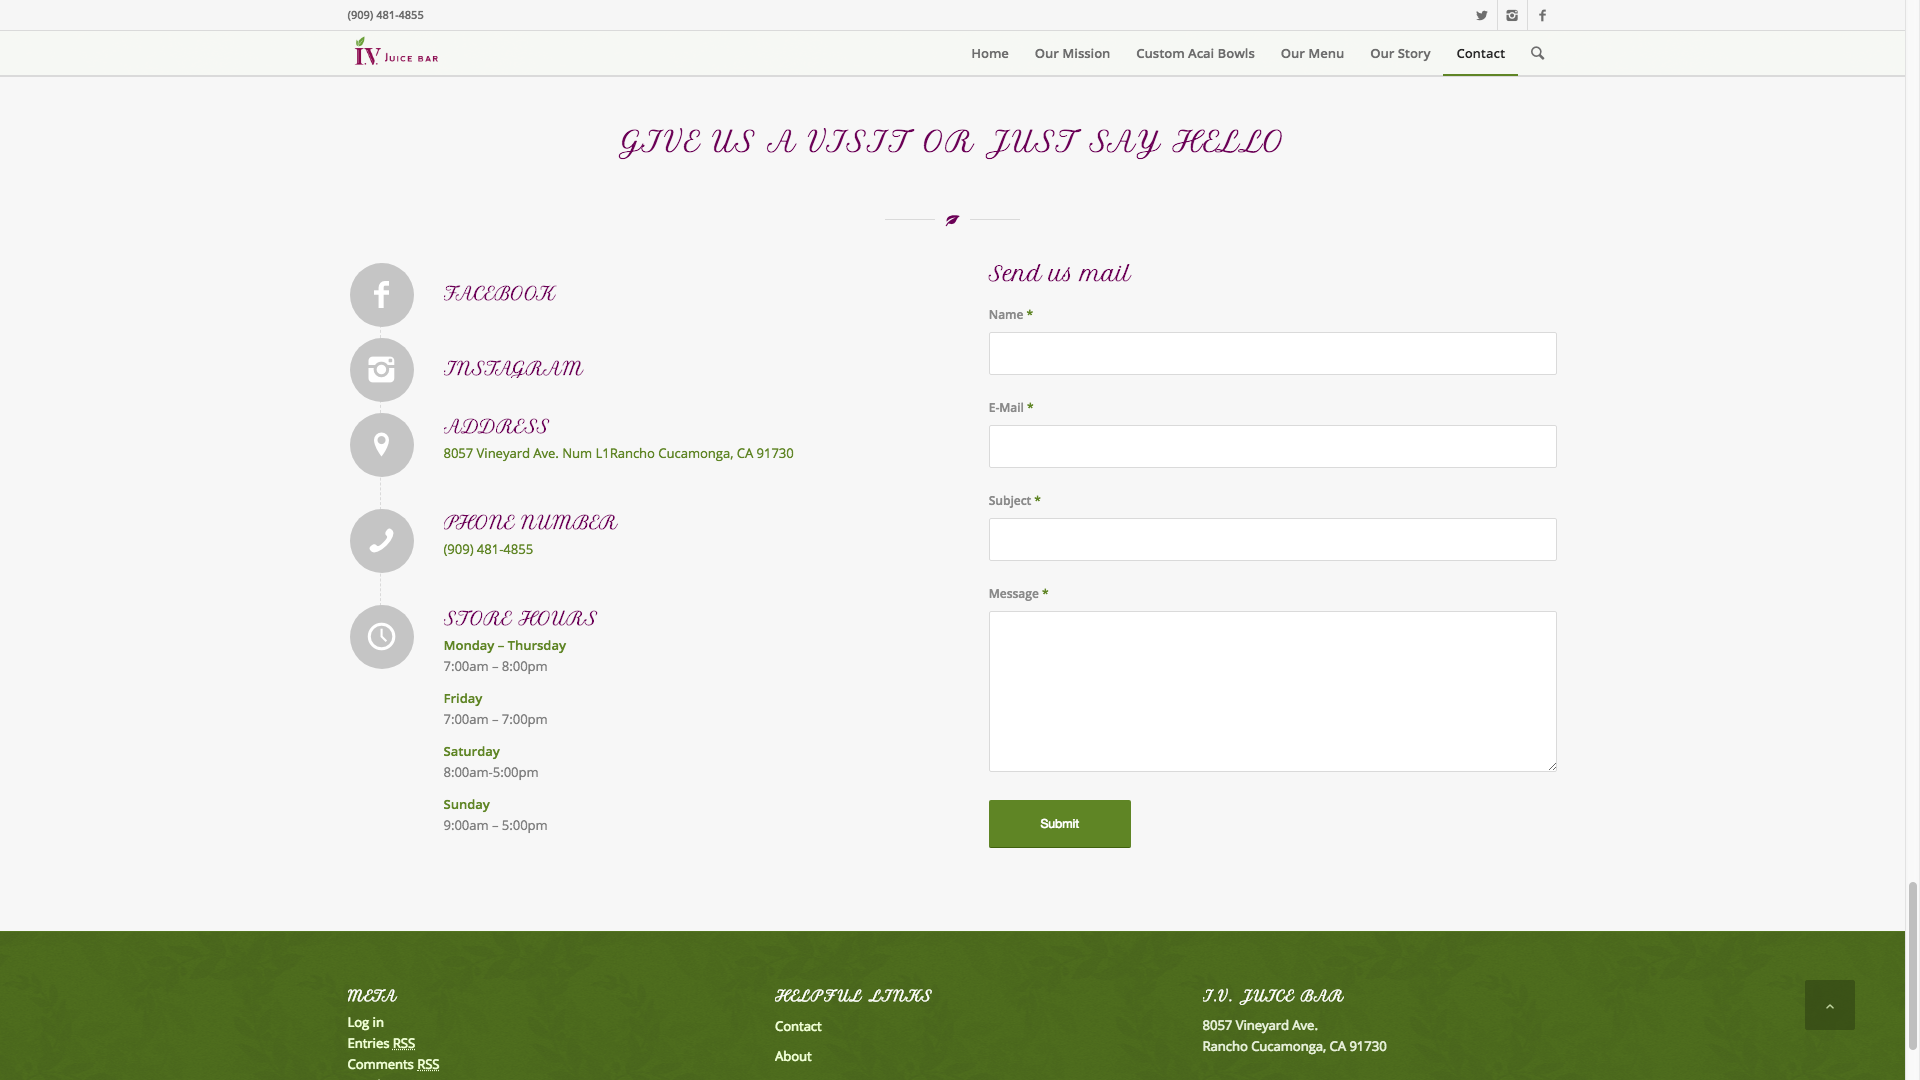 (909) 481-4855
I.V. JUICE BAR
Home
Our Mission
Custom Acai Bowls
Our Menu
Our Story
Contact
GIVE US A VISIT OR JUST SAY HELLO
FACEBOOK
INSTAGRAM
ADDRESS
8057 Vineyard Ave. Num L1Rancho Cucamonga, CA 91730
PHONE NUMBER
(909) 481-4855
STORE HOURS
Monday – Thursday
7:00am – 8:00pm
Friday
7:00am – 7:00pm
Saturday
8:00am-5:00pm
Sunday
9:00am – 5:00pm
Send us mail
Name *
E-Mail *
Subject *
Message *
Submit
META
Log in
Entries RSS
Comments RSS
HELPFUL LINKS
Contact
About
I.V. JUICE BAR
8057 Vineyard Ave.
Rancho Cucamonga, CA 91730